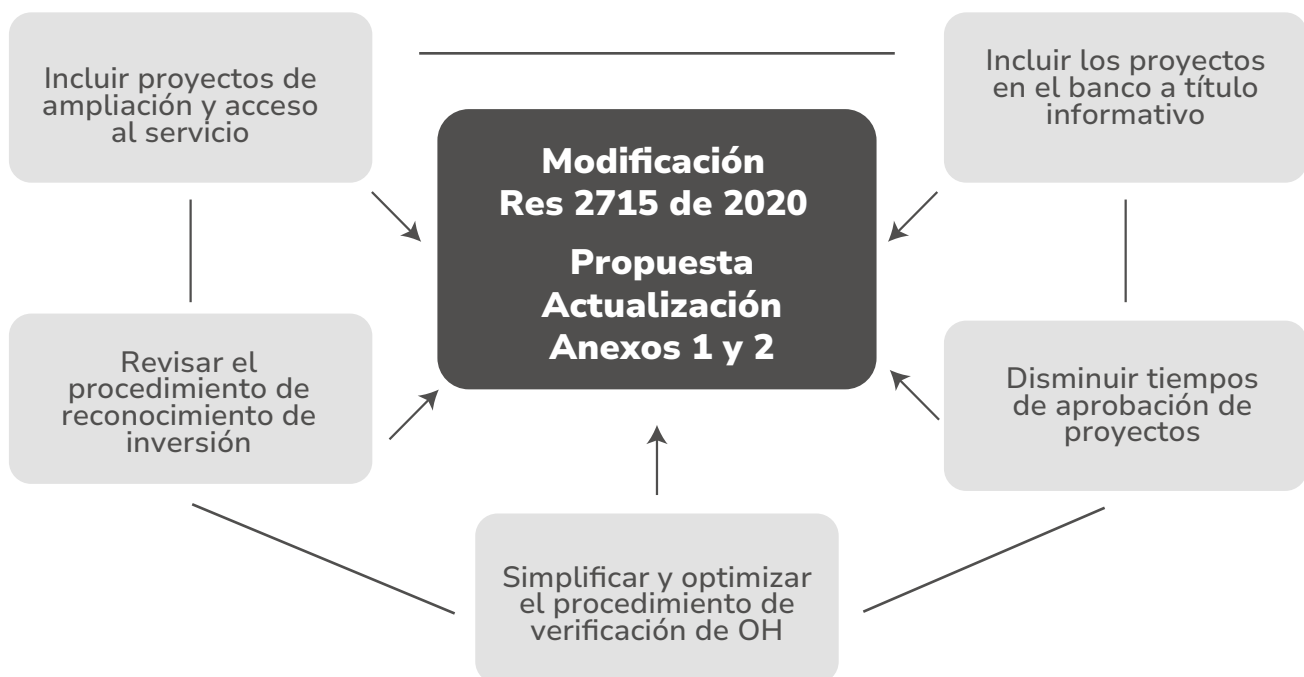 Incluir proyectos de
ampliación y acceso
al servicio
Incluir los proyectos
en el banco a título
informativo
Modificación
Res 2715 de 2020
Propuesta
Actualización
Anexos 1 y 2
Revisar el
procedimiento de
reconocimiento de
inversión
Disminuir tiempos
de aprobación de
proyectos
Simplificar y optimizar
el procedimiento de
verificación de OH